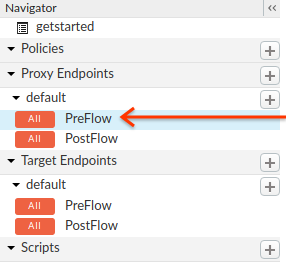 Navigator
getstarted
Policies
Proxy Endpoints
default
All PreFlow
All PostFlow
Target Endpoints
default
All PreFlow
All PostFlow
Scripts